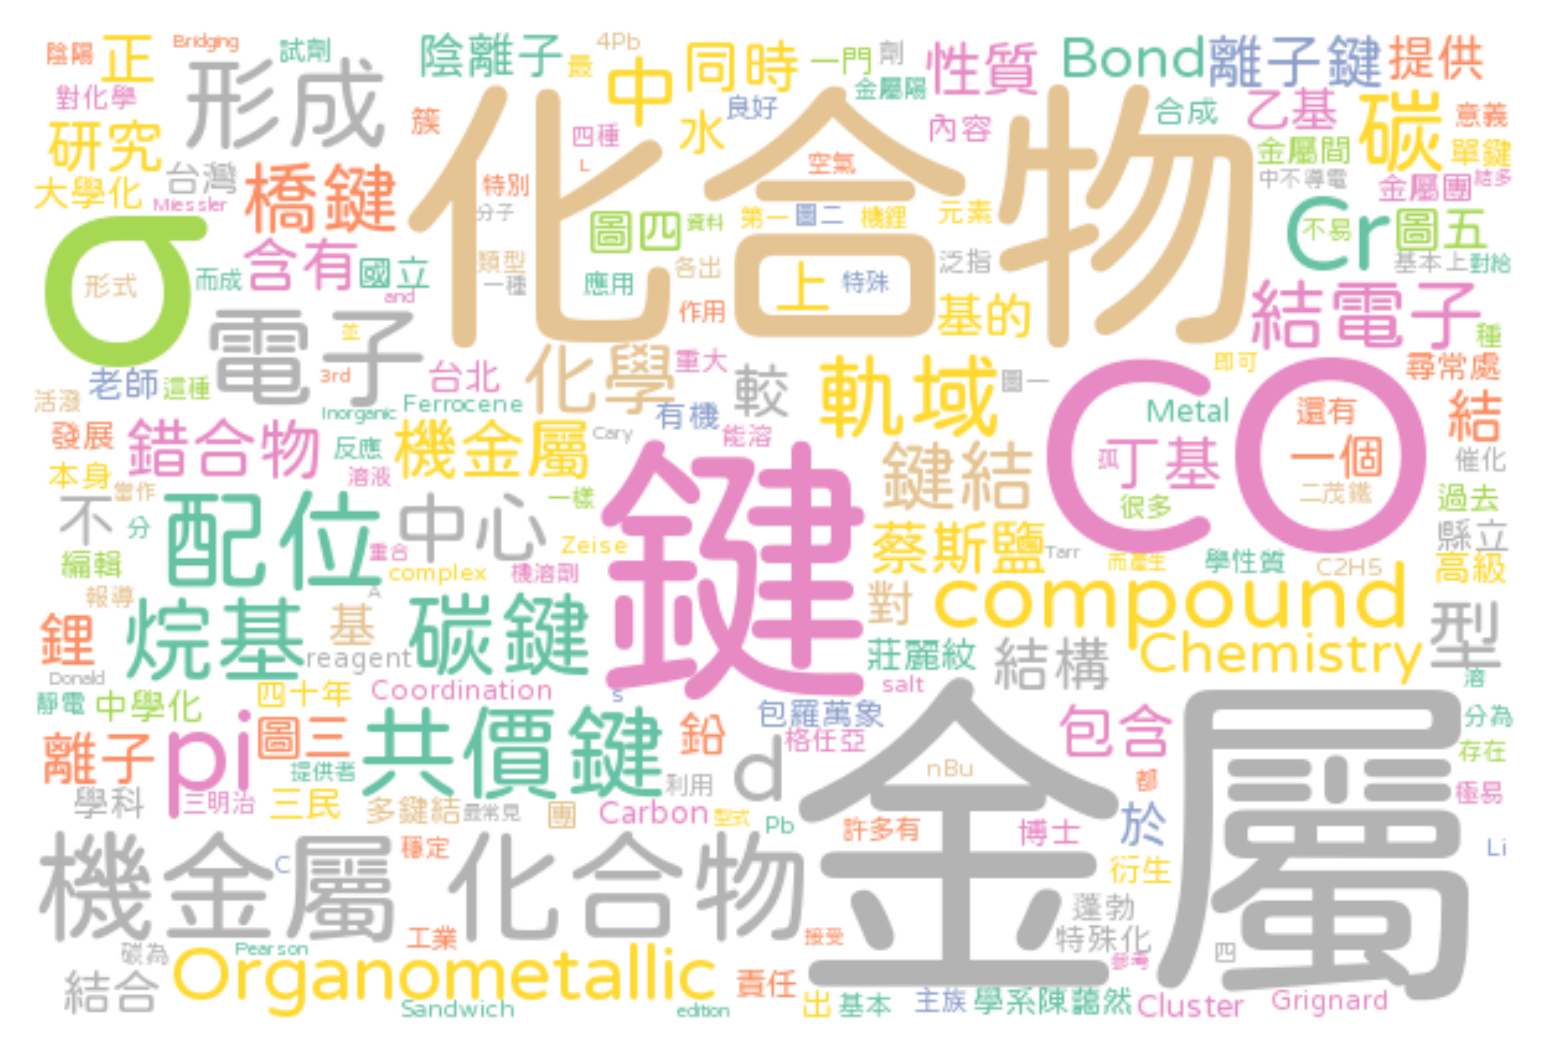 陰陽
正
Bridging
試劑
陰離子
最
4Pb
中
同時
一門
劑
性質
Bond
離子鍵
提供
對化學
形成
簇
四種
良好
金屬陽
合成
乙基
碳
意義
研究
水
內容
金屬間
單鍵
大學化
台灣
橋鍵
化合物
L
空氣
中不導電
金屬團
結多
Miessler
特別
分子
圖四
資料
第一
圖二
機鋰
元素
Cr
不易
圖五
σ
形式
而成
含有
國立
and
類型
一種
應用
各出
上
特殊
泛指
基本上
對給
電子
作用
基的
結電子
種
老師
這種
3rd
台北
化學
重大
較
軌域
圖一
即可
尋常處
活潑
Inorganic
Ferrocene
有機
CO
Metal
還有
結
發展
錯合物
反應
機金屬
Cary
能溶
鍵
鍵結
孤
丁基
一個
催化
本身
當作
溶液
很多
二茂鐵
過去
不
分
配位
中心
一樣
Zeise
蔡斯鹽
Tarr
而產生
學性質
C2H5
縣立
高級
編輯
重合
complex
機溶劑
報導
A
烷基
基
碳鍵
對
compound
型
鋰
reagent
莊麗紋
結構
Chemistry
Donald
四十年
Coordination
s
salt
溶
靜電
中學化
離子
pi
圖三
共價鍵
鉛
包羅萬象
格任亞
包含
分為
存在
提供者
利用
d
nBu
都
極易
學科
三明治
三民
多鍵結
最常見
團
Carbon
型式
Pb
許多有
博士
於
金屬
機金屬
化合物
C
穩定
衍生
Li
蓬勃
碳為
Pearson
工業
接受
特殊化
參考
四
結合
Organometallic
責任
出
基本
主族
學系陳藹然
Cluster
Grignard
Sandwich
edition